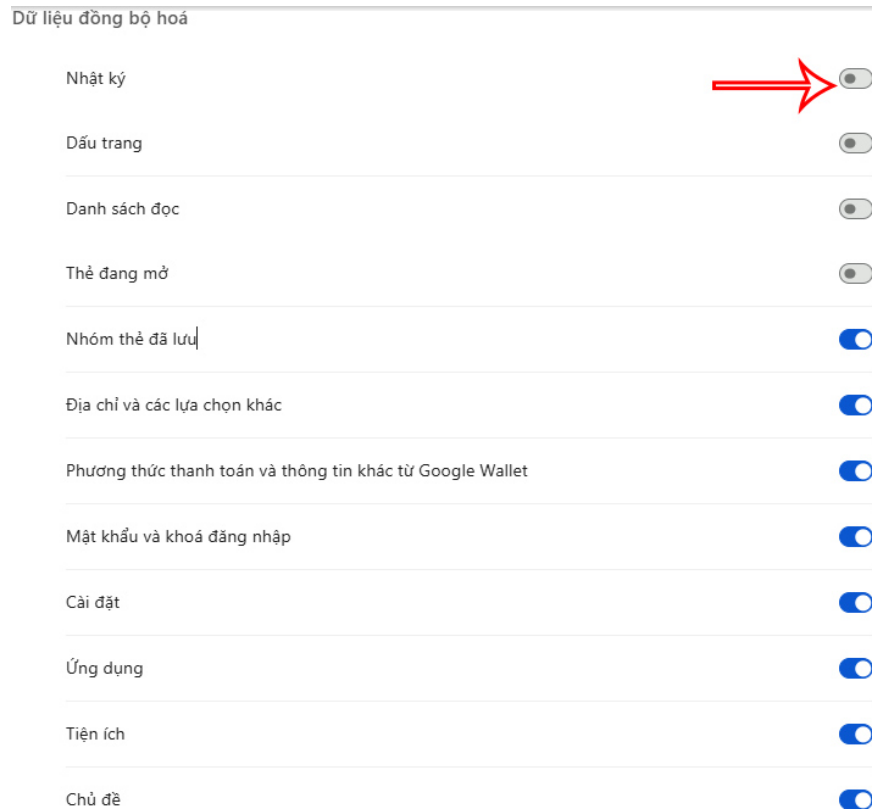 Dữ liệu đồng bộ hoá
Nhật ký
Dấu trang
Danh sách đọc
Thẻ đang mở
Nhóm thẻ đã lưu
Địa chỉ và các lựa chọn khác
Phương thức thanh toán và thông tin khác từ Google Wallet
Mật khẩu và khoá đăng nhập
Cài đặt
Ứng dụng
Tiện ích
Chủ đề